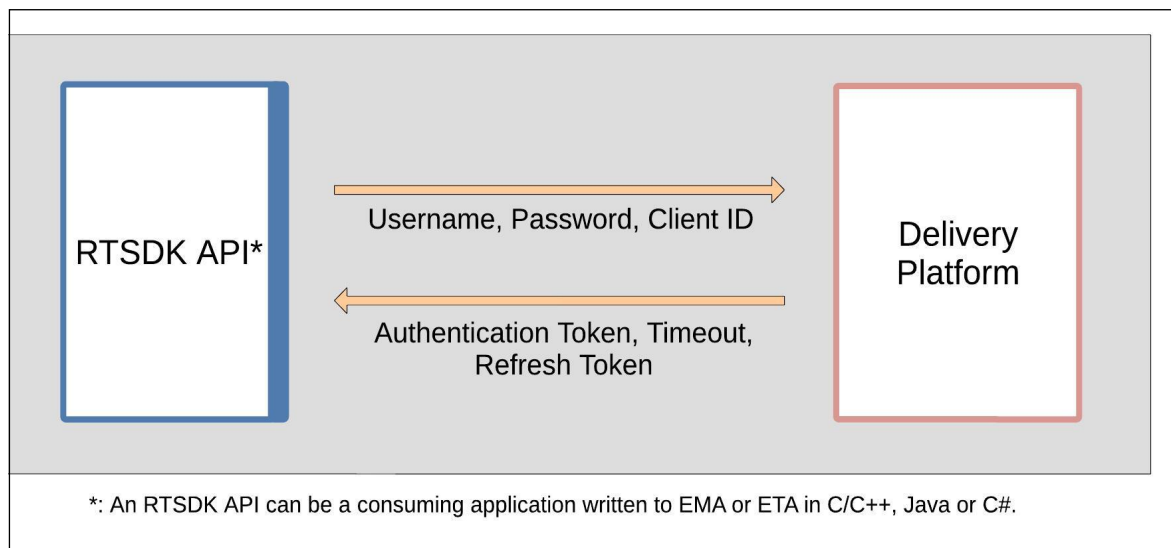 RTSDK API*
Username, Password, Client ID
Delivery
Platform
Authentication Token, Timeout,
Refresh Token
*: An RTSDK API can be a consuming application written to EMA or ETA in C/C++, Java or C#.